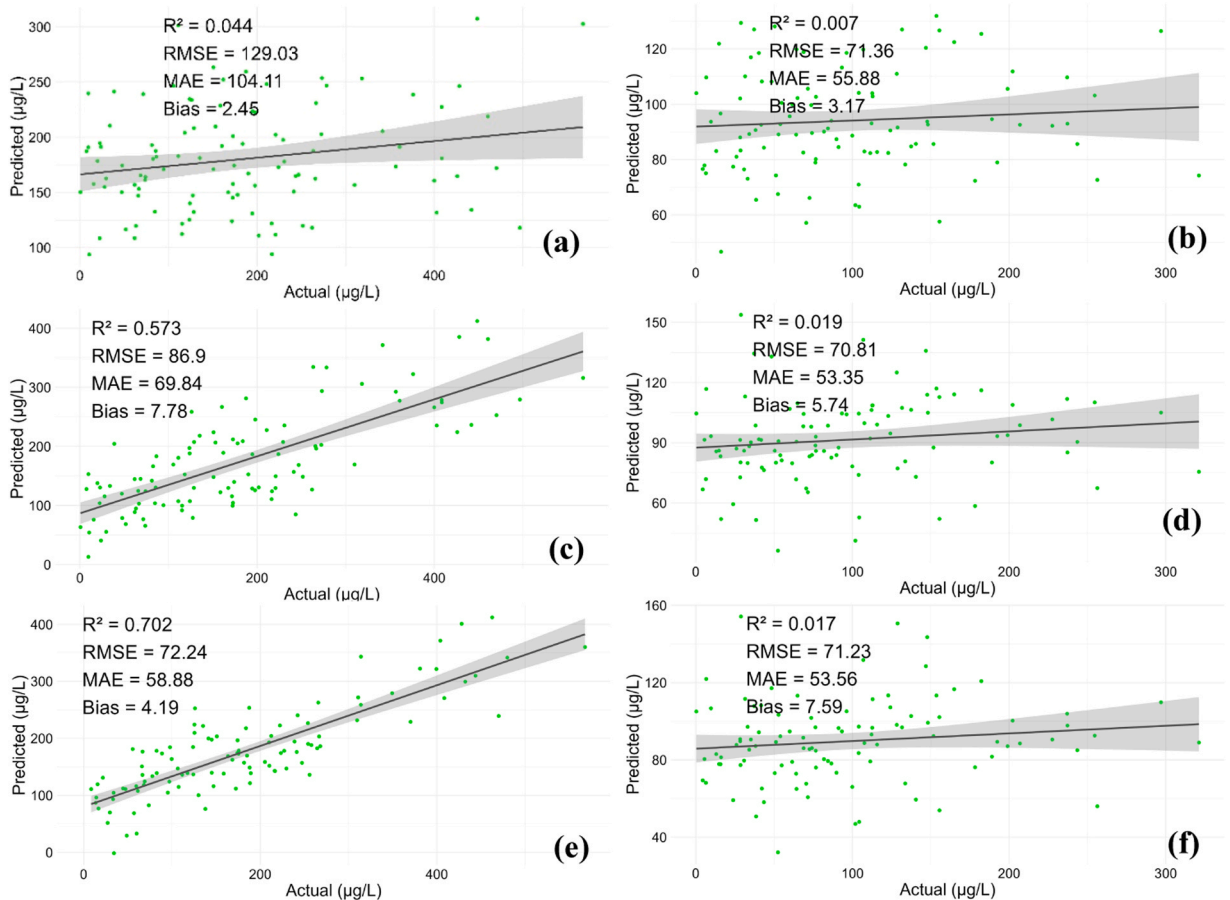 R² = 0.044
RMSE = 129.03
MAE = 104.11
Bias = 2.45
300
250
200
150
100
Predicted (µg/L)
0
200
400
Actual (µg/L)
(a)
R² = 0.007
RMSE = 71.36
MAE = 55.88
Bias = 3.17
120
100
80
60
Predicted (µg/L)
0
100
200
300
Actual (µg/L)
(b)
R² = 0.573
RMSE = 86.9
MAE = 69.84
Bias = 7.78
400
300
200
100
0
Predicted (µg/L)
0
200
400
Actual (µg/L)
(c)
R² = 0.019
RMSE = 70.81
MAE = 53.35
Bias = 5.74
150
120
90
60
Predicted (µg/L)
0
100
200
300
Actual (µg/L)
(d)
R² = 0.702
RMSE = 72.24
MAE = 58.88
Bias = 4.19
400
300
200
100
0
Predicted (µg/L)
0
200
400
Actual (µg/L)
(e)
R² = 0.017
RMSE = 71.23
MAE = 53.56
Bias = 7.59
160
120
80
40
Predicted (µg/L)
0
100
200
300
Actual (µg/L)
(f)